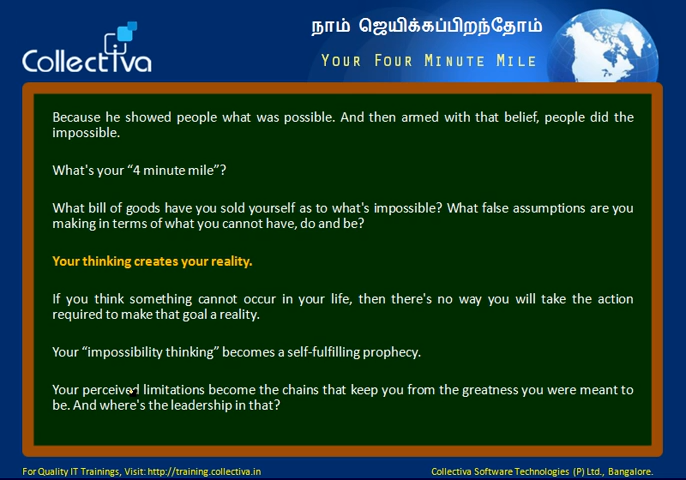 Collectiva
நாம் ஜெயிக்கப்பிறந்தோம்
Your Four Minute Mile
Because he showed people what was possible. And then armed with that belief, people did the
impossible.
What's your “4 minute mile”?
What bill of goods have you sold yourself as to what's impossible? What false assumptions are you
making in terms of what you cannot have, do and be?
Your thinking creates your reality.
If you think something cannot occur in your life, then there's no way you will take the action
required to make that goal a reality.
Your “impossibility thinking” becomes a self-fulfilling prophecy.
Your perceived limitations become the chains that keep you from the greatness you were meant to
be. And where's the leadership in that?
For Quality IT Trainings, Visit: http://training.collectiva.in
Collectiva Software Technologies (P) Ltd., Bangalore.